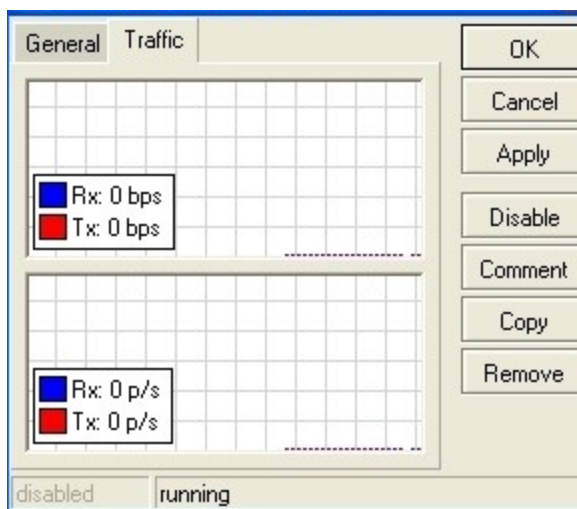 General
Traffic
OK
Cancel
Apply
Rx: 0 bps
Tx: 0 bps
Disable
Comment
Copy
Remove
Rx: 0 p/s
Tx: 0 p/s
disabled
running